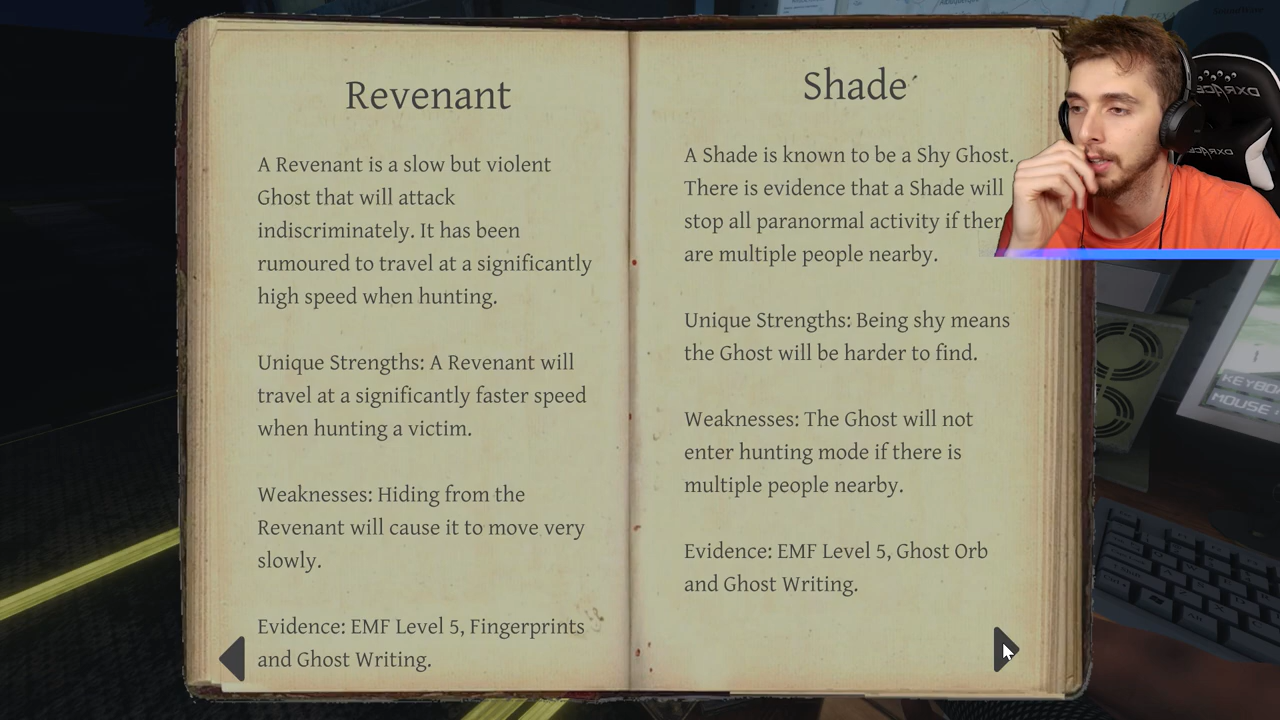 Revenant
A Revenant is a slow but violent
Ghost that will attack
indiscriminately. It has been
rumoured to travel at a significantly
high speed when hunting.
Unique Strengths: A Revenant will
travel at a significantly faster speed
when hunting a victim.
Weaknesses: Hiding from the
Revenant will cause it to move very
slowly.
Evidence: EMF Level 5, Fingerprints
and Ghost Writing.
Shade
A Shade is known to be a Shy Ghost.
There is evidence that a Shade will
stop all paranormal activity if ther
are multiple people nearby.
Unique Strengths: Being shy means
the Ghost will be harder to find.
Weaknesses: The Ghost will not
enter hunting mode if there is
multiple people nearby.
Evidence: EMF Level 5, Ghost Orb
and Ghost Writing.
DXRACER
KEYBO
MOUSE